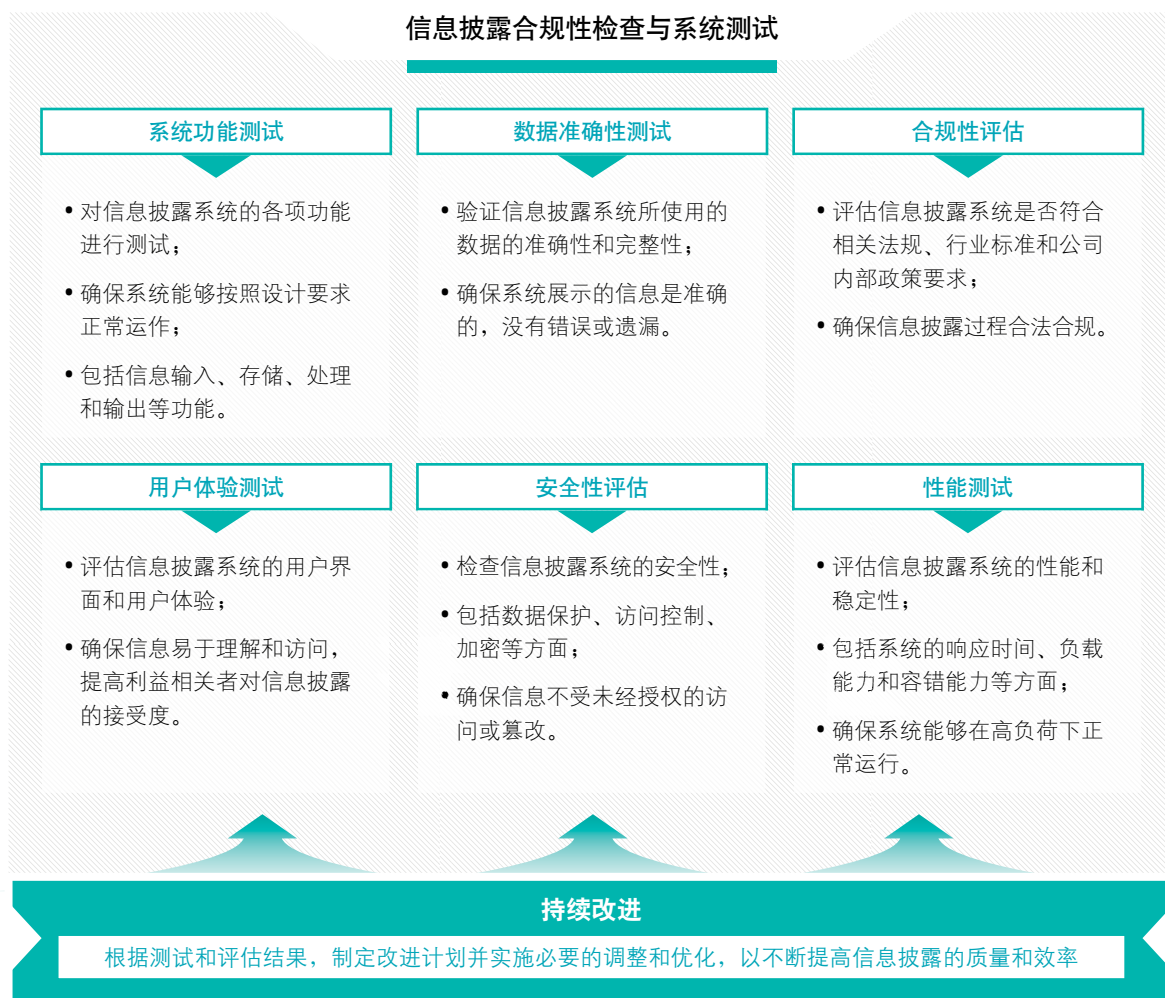 信息披露合规性检查与系统测试
系统功能测试
• 对信息披露系统的各项功能
进行测试；
• 确保系统能够按照设计要求
正常运作；
• 包括信息输入、存储、处理
和输出等功能。
数据准确性测试
• 验证信息披露系统所使用的
数据的准确性和完整性；
• 确保系统展示的信息是准确
的，没有错误或遗漏。
合规性评估
• 评估信息披露系统是否符合
相关法规、行业标准和公司
内部政策要求；
• 确保信息披露过程合法合规。
用户体验测试
• 评估信息披露系统的用户界
面和用户体验；
• 确保信息易于理解和访问，
提高利益相关者对信息披露
的接受度。
安全性评估
• 检查信息披露系统的安全性；
• 包括数据保护、访问控制、
加密等方面；
• 确保信息不受未经授权的访
问或篡改。
性能测试
• 评估信息披露系统的性能和
稳定性；
• 包括系统的响应时间、负载
能力和容错能力等方面；
• 确保系统能够在高负荷下正
常运行。
持续改进
根据测试和评估结果，制定改进计划并实施必要的调整和优化，以不断提高信息披露的质量和效率